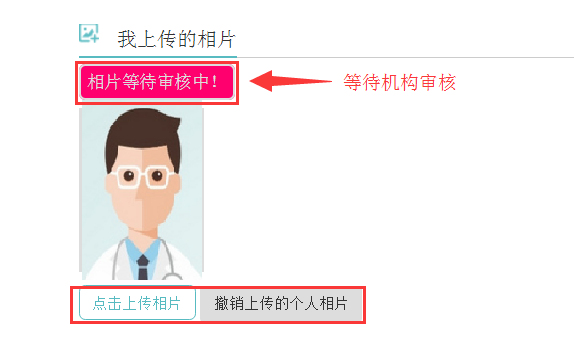 我上传的相片
相片等待审核中！
等待机构审核
点击上传相片
撤销上传的个人相片